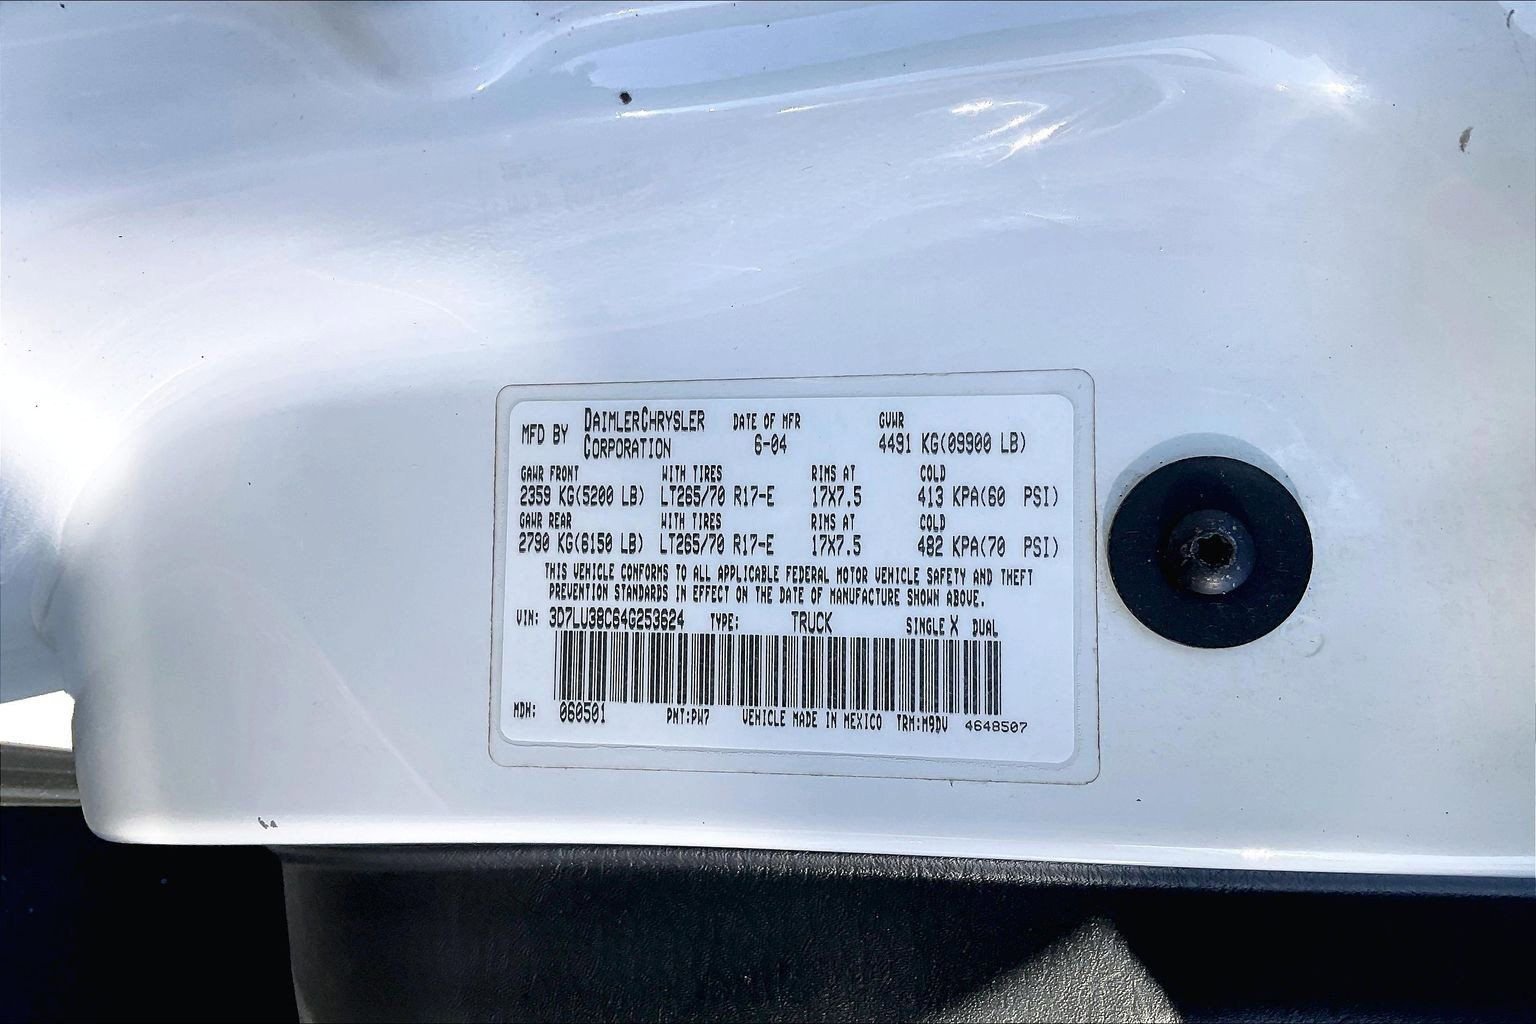 MFD BY DAIMLERCHRYSLER CORPORATION DATE OF MFR 6-04 GVWR 4491 KG(09900 LB)
GAWR FRONT WITH TIRES RIMS AT COLD
2359 KG(5200 LB) LT265/70 R17-E 17X7.5 413 KPA(60 PSI)
GAWR REAR WITH TIRES RIMS AT COLD
2790 KG(6150 LB) LT265/70 R17-E 17X7.5 482 KPA(70 PSI)
THIS VEHICLE CONFORMS TO ALL APPLICABLE FEDERAL MOTOR VEHICLE SAFETY AND THEFT
PREVENTION STANDARDS IN EFFECT ON THE DATE OF MANUFACTURE SHOWN ABOVE.
VIN: 3D7LU38C64G253624 TYPE: TRUCK SINGLE X DUAL
MDH: 060501 PNT:PW7 VEHICLE MADE IN MEXICO TRM:M9DV 4648507